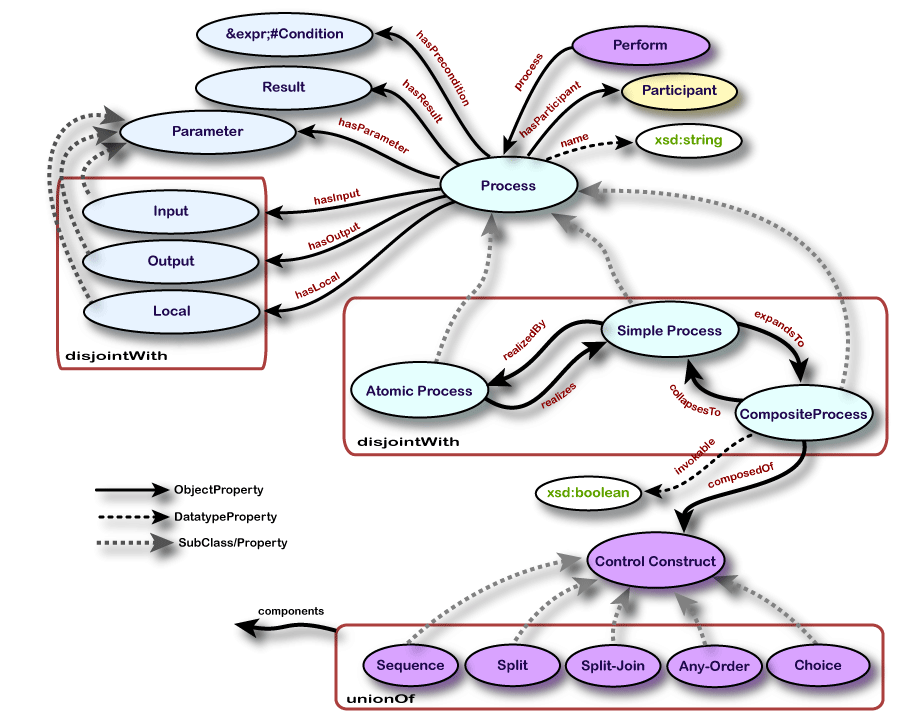 &expr;#Condition
hasPrecondition
process
Perform
Result
hasResult
hasParticipant
Participant
Parameter
hasParameter
name
xsd:string
Process
hasInput
Input
hasOutput
Output
hasLocal
Local
disjointWith
Simple Process
expandsTo
realizedBy
Atomic Process
realizes
collapsesTo
CompositeProcess
disjointWith
invokable
composedOf
xsd:boolean
ObjectProperty
DatatypeProperty
SubClass/Property
Control Construct
components
Sequence
Split
Split-Join
Any-Order
Choice
unionOf